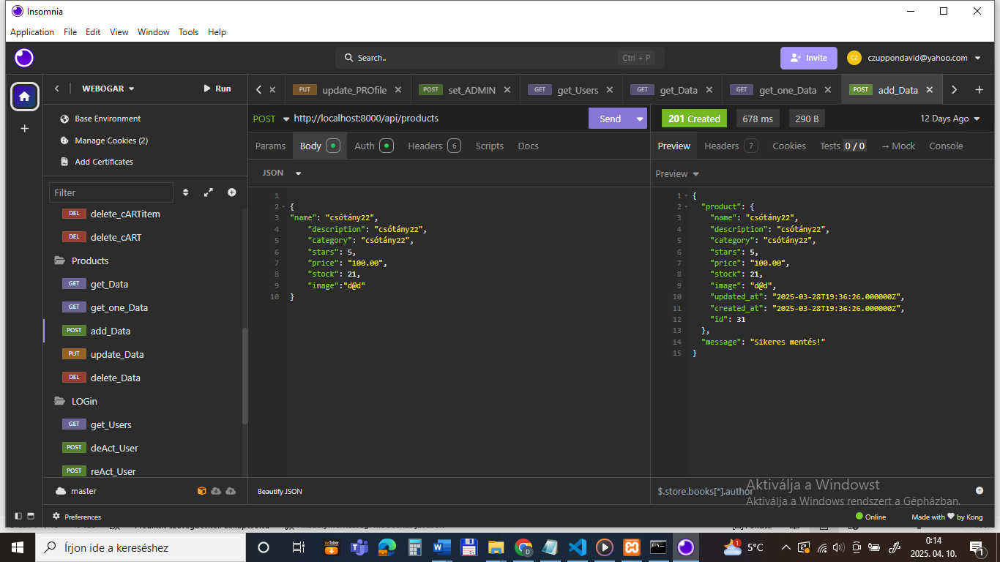 Insomnia
Application File Edit View Window Tools Help
Search.. Ctrl + P
Invite
CZ czuppondavid@yahoo.com
WEBOGAR Run
PUT update_PROfile POST set_ADMIN GET get_Users GET get_Data GET get_one_Data POST add_Data
Base Environment
Manage Cookies (2)
Add Certificates
POST http://localhost:8000/api/products Send
201 Created 678 ms 290 B 12 Days Ago
Params Body Auth Headers 6 Scripts Docs
Preview Headers 7 Cookies Tests 0 / 0 → Mock Console
Filter
delete_cARTitem
DEL
delete_cART
DEL
Products
GET get_Data
GET get_one_Data
POST add_Data
PUT update_Data
DEL delete_Data
LOGin
GET get_Users
POST deAct_User
POST reAct_User
master
Preferences
JSON
1
2 {
3 "name": "csótány22",
4 "description": "csótány22",
5 "category": "csótány22",
6 "stars": 5,
7 "price": "100.00",
8 "stock": 21,
9 "image":"d@d"
10 }
Beautify JSON
Preview
1 {
2 "product": {
3 "name": "csótány22",
4 "description": "csótány22",
5 "category": "csótány22",
6 "stars": 5,
7 "price": "100.00",
8 "stock": 21,
9 "image": "d@d",
10 "updated_at": "2025-03-28T19:36:26.000000Z",
11 "created_at": "2025-03-28T19:36:26.000000Z",
12 "id": 31
13 },
14 "message": "Sikeres mentés!"
15 }
$.store.books[*].author
Aktiválja a Windowst
Aktiválja a Windows rendszert a Gépházban.
Online Made with by Kong
Írjon ide a kereséshez
5°C
0:14
2025. 04. 10.
1